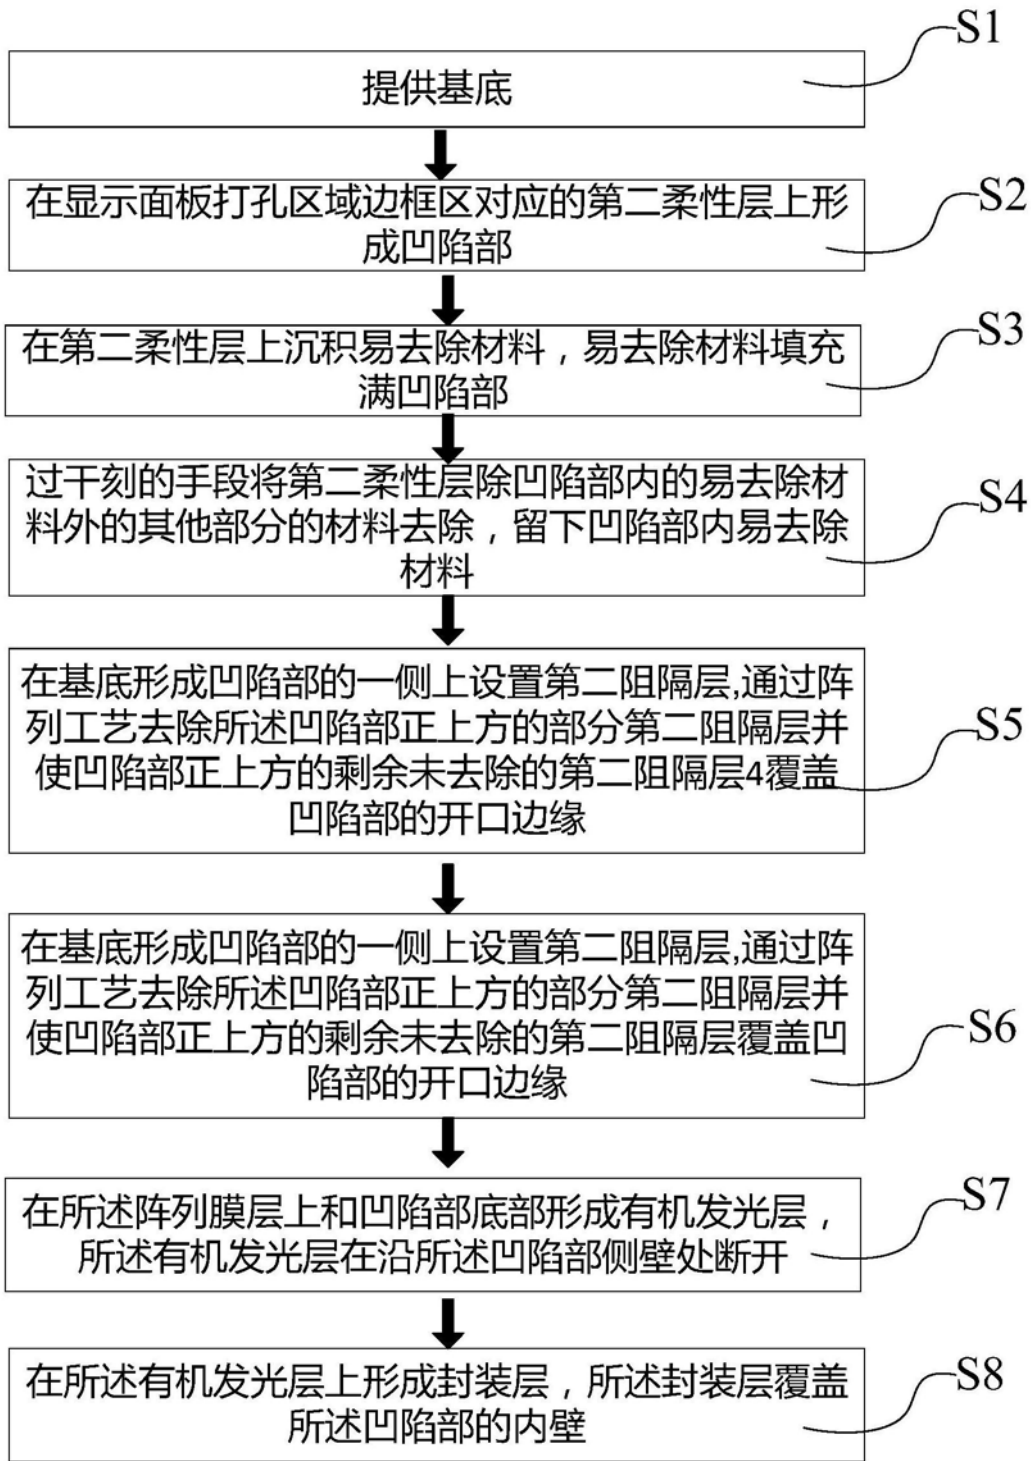 S1
提供基底
S2
在显示面板打孔区域边框区对应的第二柔性层上形
成凹陷部
S3
在第二柔性层上沉积易去除材料，易去除材料填充
满凹陷部
S4
过干刻的手段将第二柔性层除凹陷部内的易去除材
料外的其他部分的材料去除，留下凹陷部内易去除
材料
S5
在基底形成凹陷部的一侧上设置第二阻隔层,通过阵
列工艺去除所述凹陷部正上方的部分第二阻隔层并
使凹陷部正上方的剩余未去除的第二阻隔层4覆盖
凹陷部的开口边缘
S6
在基底形成凹陷部的一侧上设置第二阻隔层,通过阵
列工艺去除所述凹陷部正上方的部分第二阻隔层并
使凹陷部正上方的剩余未去除的第二阻隔层覆盖凹
陷部的开口边缘
S7
在所述阵列膜层上和凹陷部底部形成有机发光层，
所述有机发光层在沿所述凹陷部侧壁处断开
S8
在所述有机发光层上形成封装层，所述封装层覆盖
所述凹陷部的内壁